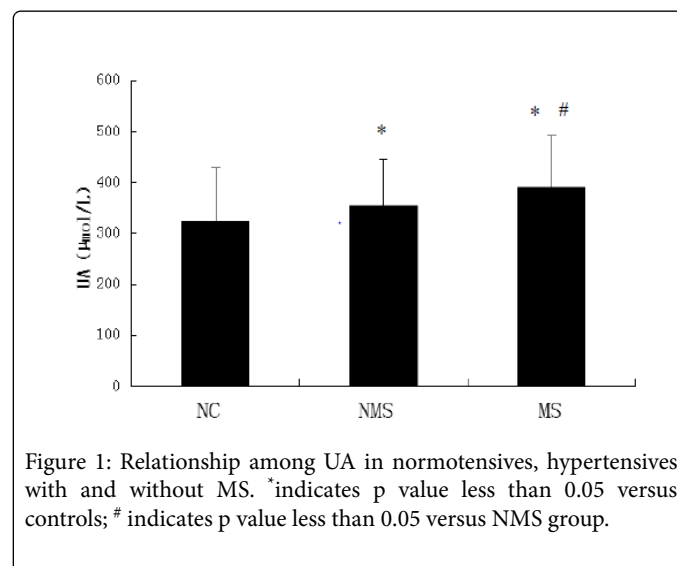 600
500
* * #
400
300
200
100
0
UA (μmol/L)
NC NMS MS
Figure 1: Relationship among UA in normotensives, hypertensives
with and without MS. *indicates p value less than 0.05 versus
controls; # indicates p value less than 0.05 versus NMS group.